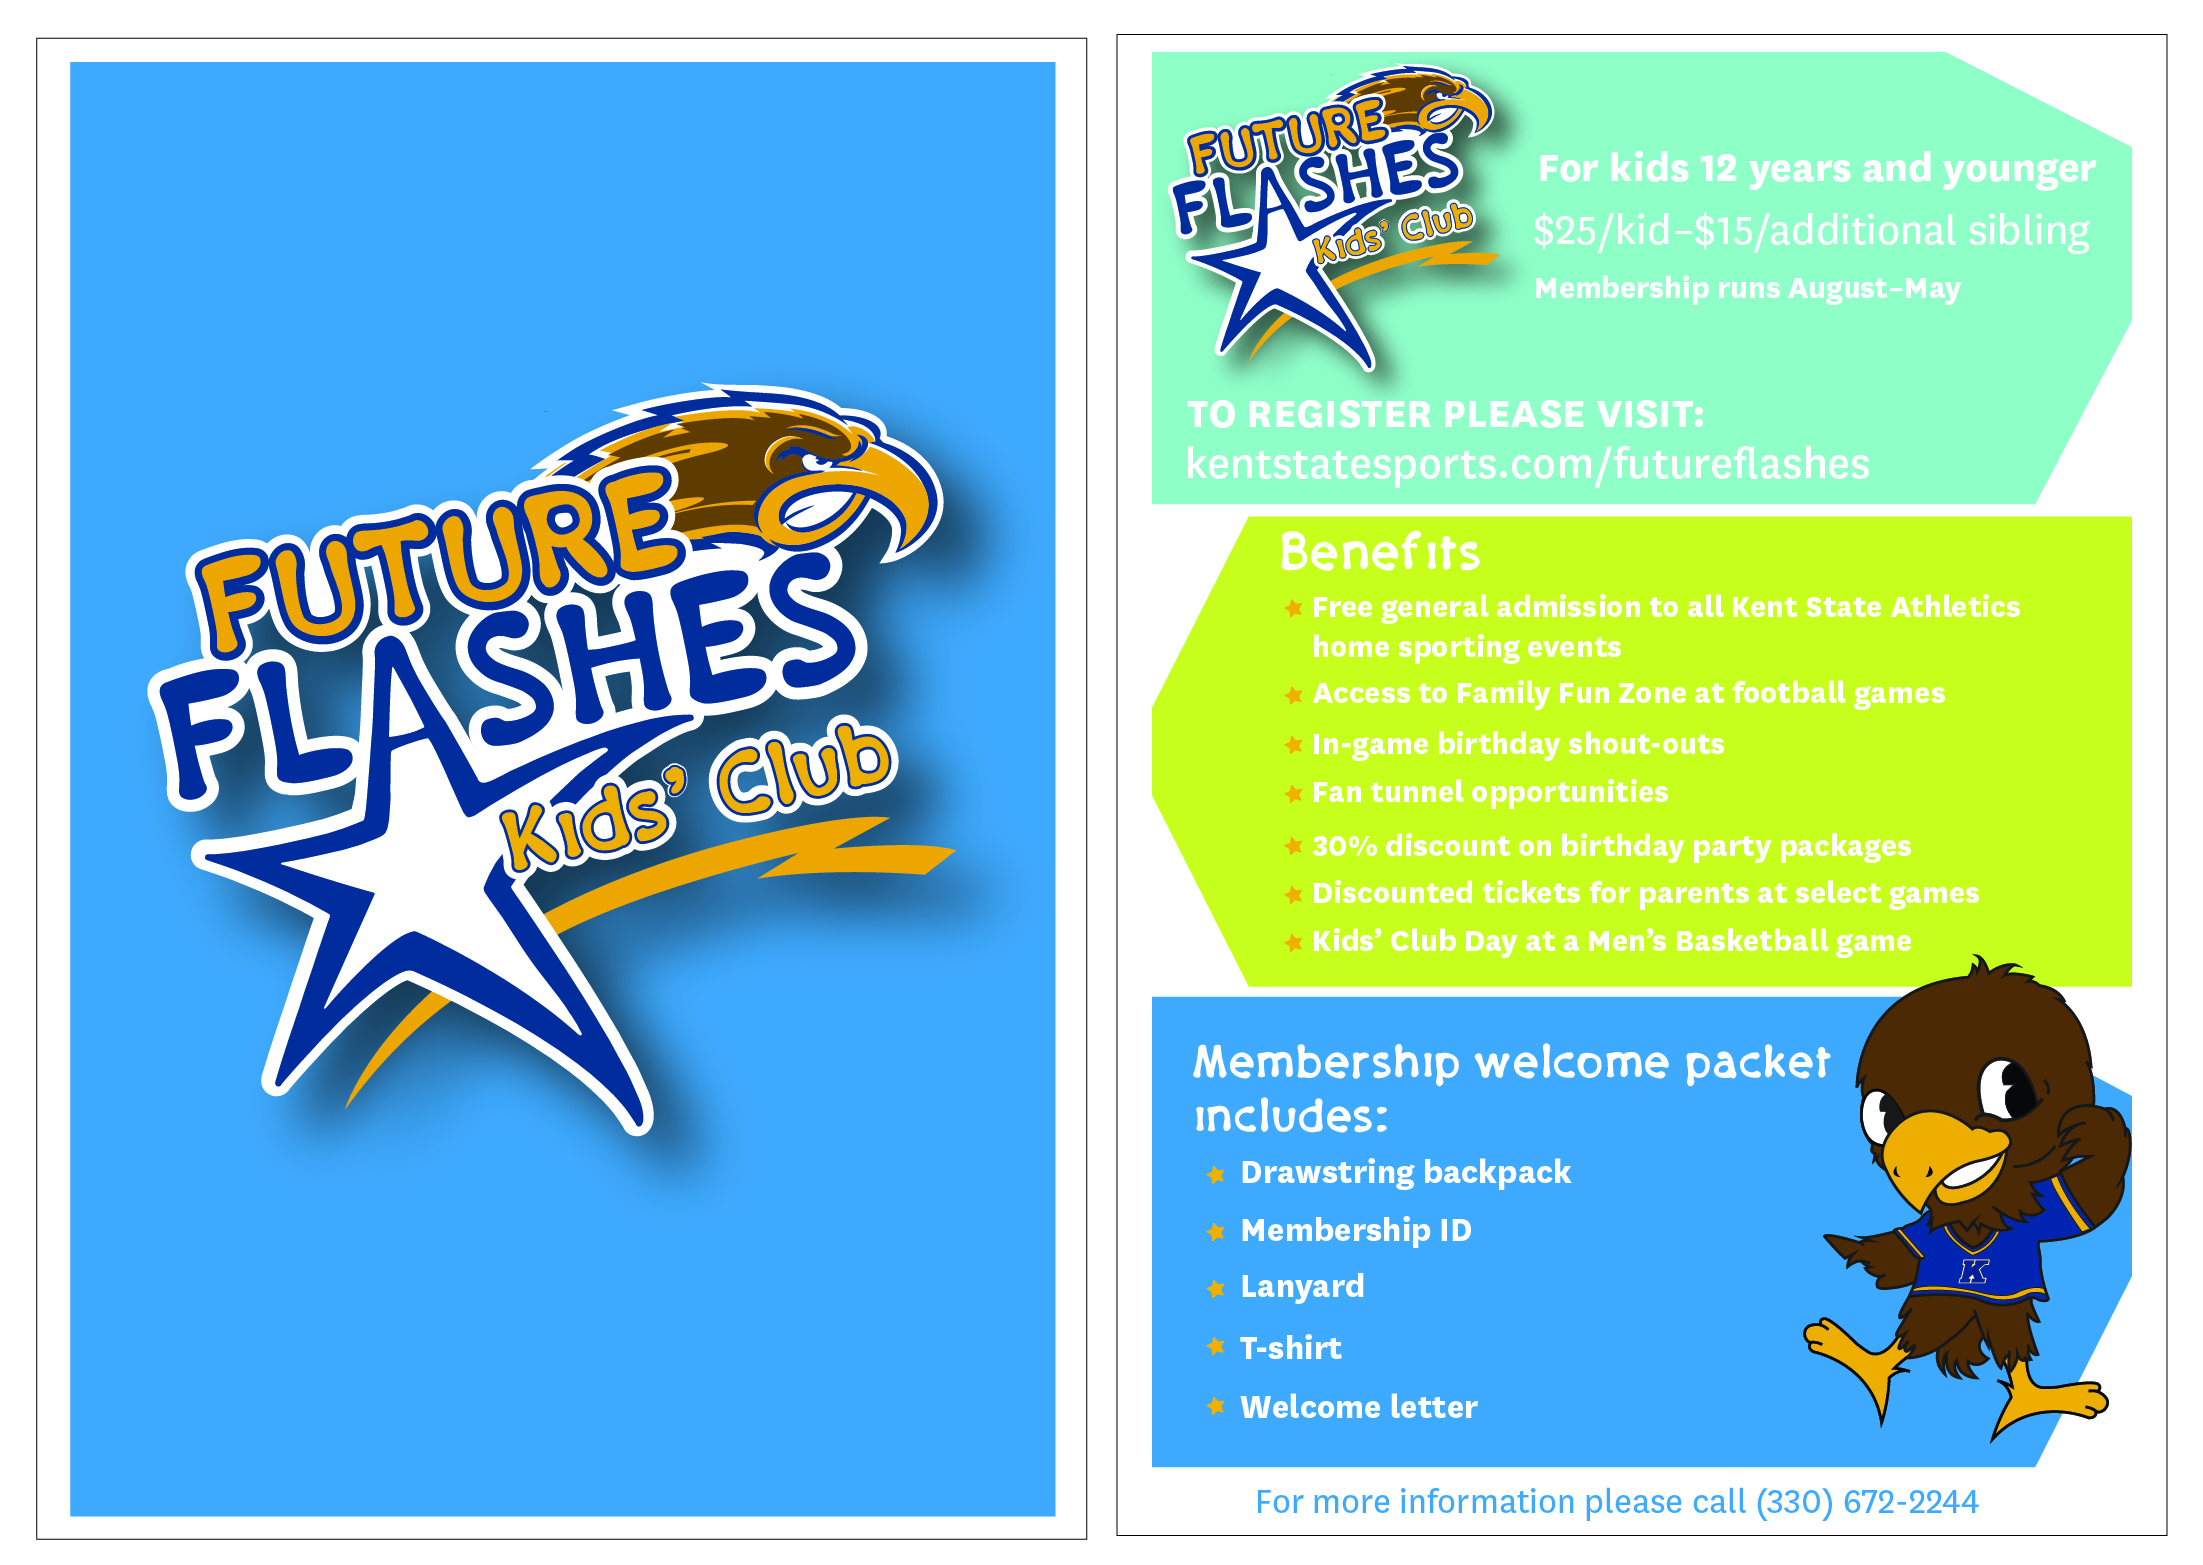 FUTURE
FLASHES
Kids' Club
FUTURE
FLASHES
Kids' Club
For kids 12 years and younger
$25/kid–$15/additional sibling
Membership runs August–May
TO REGISTER PLEASE VISIT:
kentstatesports.com/futureflashes
Benefits
Free general admission to all Kent State Athletics
home sporting events
Access to Family Fun Zone at football games
In-game birthday shout-outs
Fan tunnel opportunities
30% discount on birthday party packages
Discounted tickets for parents at select games
Kids’ Club Day at a Men’s Basketball game
Membership welcome packet
includes:
Drawstring backpack
Membership ID
Lanyard
T-shirt
Welcome letter
K
For more information please call (330) 672-2244